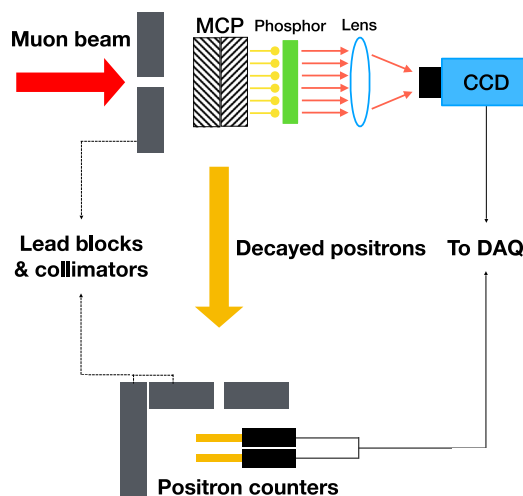 Muon beam
MCP
Phosphor
Lens
CCD
Lead blocks
& collimators
Decayed positrons
To DAQ
Positron counters